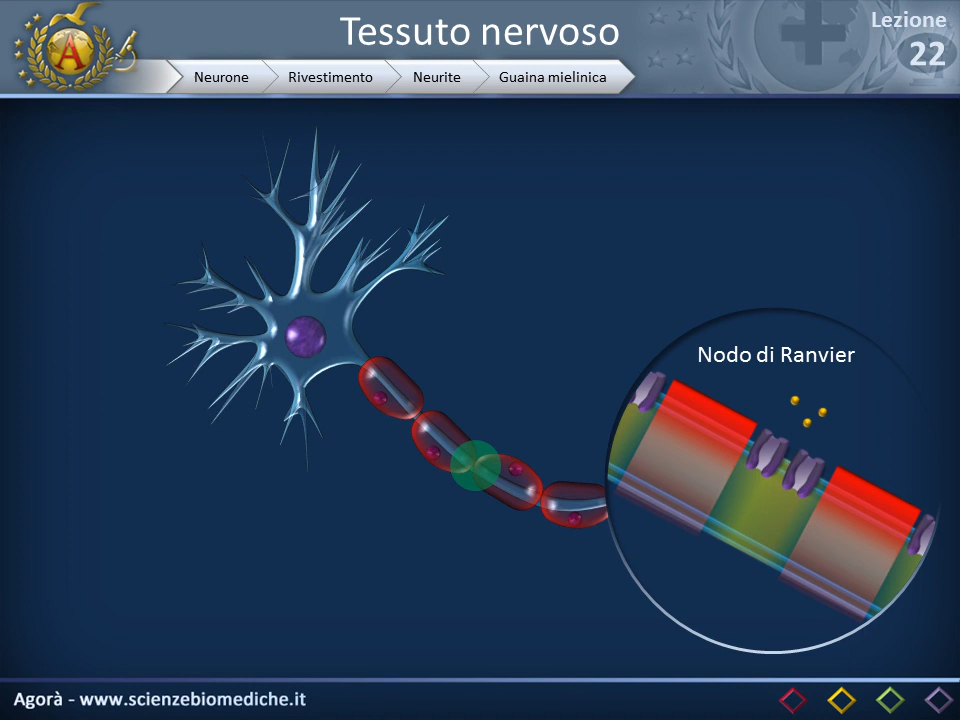 Tessuto nervoso
Lezione
22
A
Neurone
Rivestimento
Neurite
Guaina mielinica
Nodo di Ranvier
Agorà - www.scienzebiomediche.it